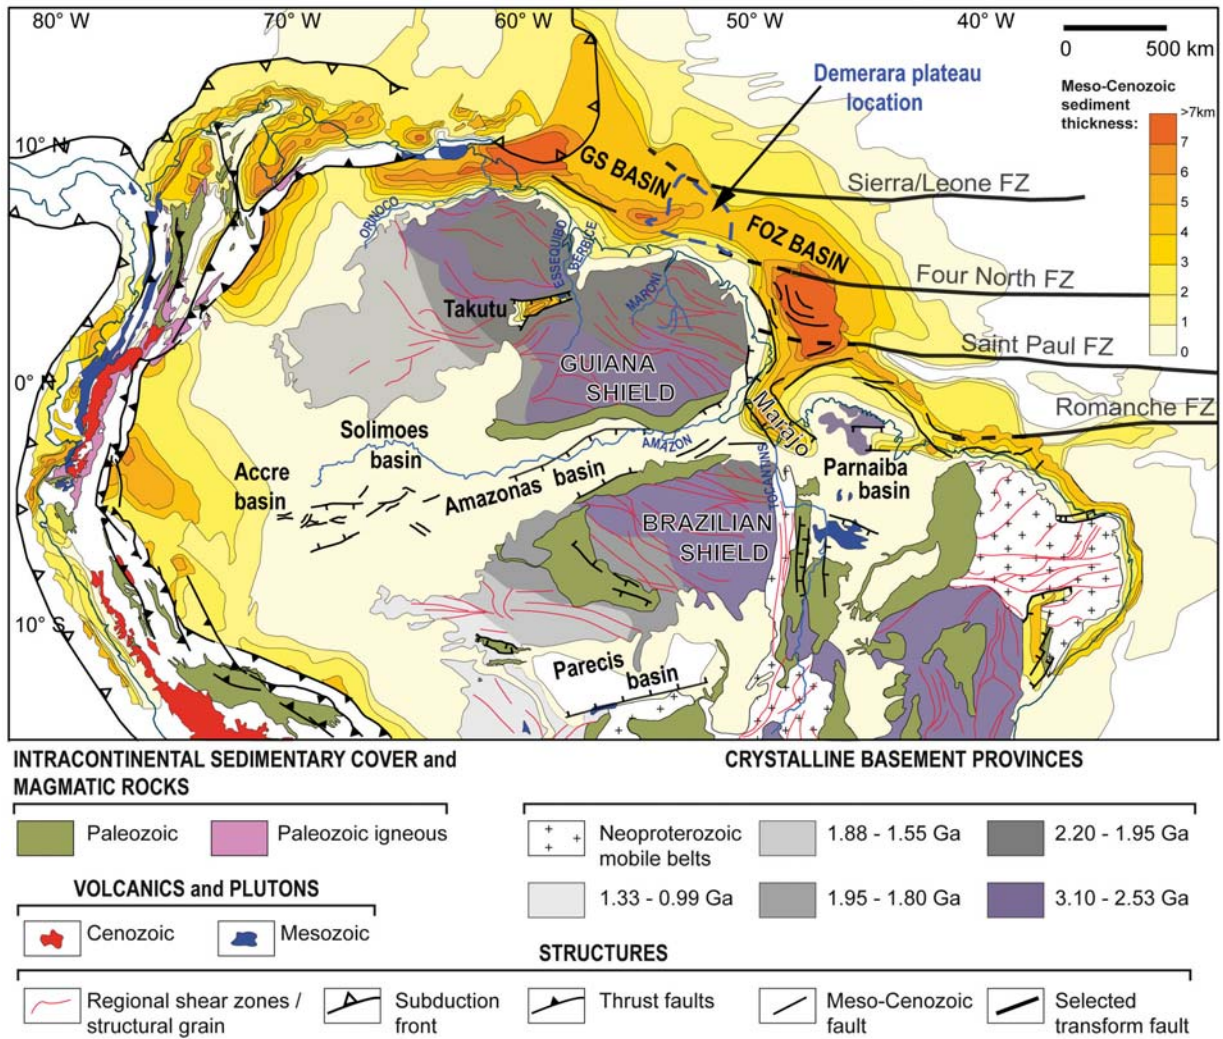 80° W
70° W
60° W
50° W
40° W
0
500 km
Demerara plateau
location
Meso-Cenozoic
sediment
thickness:
>7km
7
6
5
4
3
2
1
0
10° N
GS BASIN
Sierra/Leone FZ
ORINOCO
ESSEQUIBO
BERBICE
FOZ BASIN
MARONI
Four North FZ
Takutu
Saint Paul FZ
GUIANA
SHIELD
0° N
Romanche FZ
Marajo
Solimoes
basin
AMAZON
Accre
basin
Amazonas basin
TOCANTINS
Parnaiba
basin
BRAZILIAN
SHIELD
10° S
Parecis
basin
INTRACONTINENTAL SEDIMENTARY COVER and
MAGMATIC ROCKS
CRYSTALLINE BASEMENT PROVINCES
Paleozoic
Paleozoic igneous
Neoproterozoic
mobile belts
1.88 - 1.55 Ga
2.20 - 1.95 Ga
VOLCANICS and PLUTONS
1.33 - 0.99 Ga
1.95 - 1.80 Ga
3.10 - 2.53 Ga
Cenozoic
Mesozoic
STRUCTURES
Regional shear zones /
structural grain
Subduction
front
Thrust faults
Meso-Cenozoic
fault
Selected
transform fault